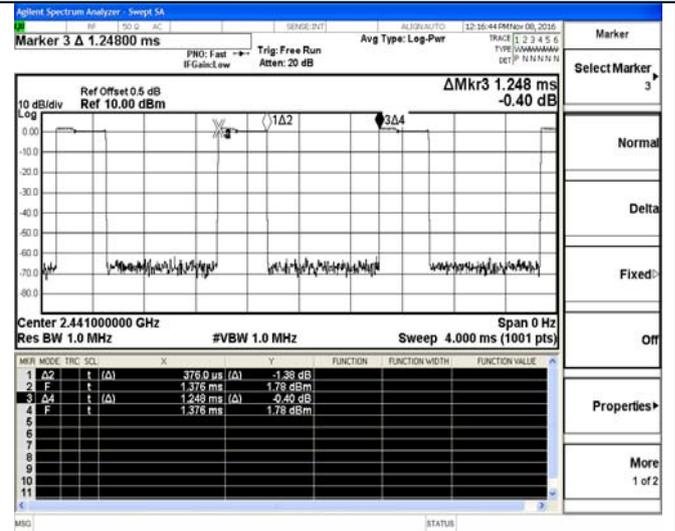 Agilent Spectrum Analyzer - Swept SA
RF 50 Ω AC SENSE:INT ALIGNAUTO 12:16:44 PM Nov 08, 2016
Marker 3 Δ 1.24800 ms
PNO: Fast
IFGain:Low
Trig: Free Run
Atten: 20 dB
Avg Type: Log-Pwr
TRACE 1 2 3 4 5 6
TYPE
DET P N N N N N
Ref Offset 0.5 dB
10 dB/div Ref 10.00 dBm
ΔMkr3 1.248 ms
-0.40 dB
Log
0.00
-10.0
-20.0
-30.0
-40.0
-50.0
-60.0
-70.0
-80.0
1Δ2
3Δ4
Center 2.441000000 GHz Span 0 Hz
Res BW 1.0 MHz #VBW 1.0 MHz Sweep 4.000 ms (1001 pts)
MKR MODE TRC SCL X Y FUNCTION FUNCTION WIDTH FUNCTION VALUE
1 Δ2 t (Δ) 376.0 us (Δ) -1.38 dB
2 F t 1.376 ms 1.78 dBm
3 Δ4 t (Δ) 1.248 ms (Δ) -0.40 dB
4 F t 1.376 ms 1.78 dBm
5
6
7
8
9
10
11
MSG STATUS
Marker
Select Marker
3
Normal
Delta
Fixed
Off
Properties
More
1 of 2